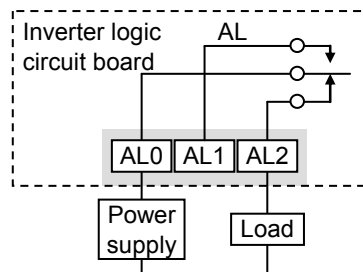 Inverter logic
circuit board
AL
AL0 AL1 AL2
Power
supply
Load